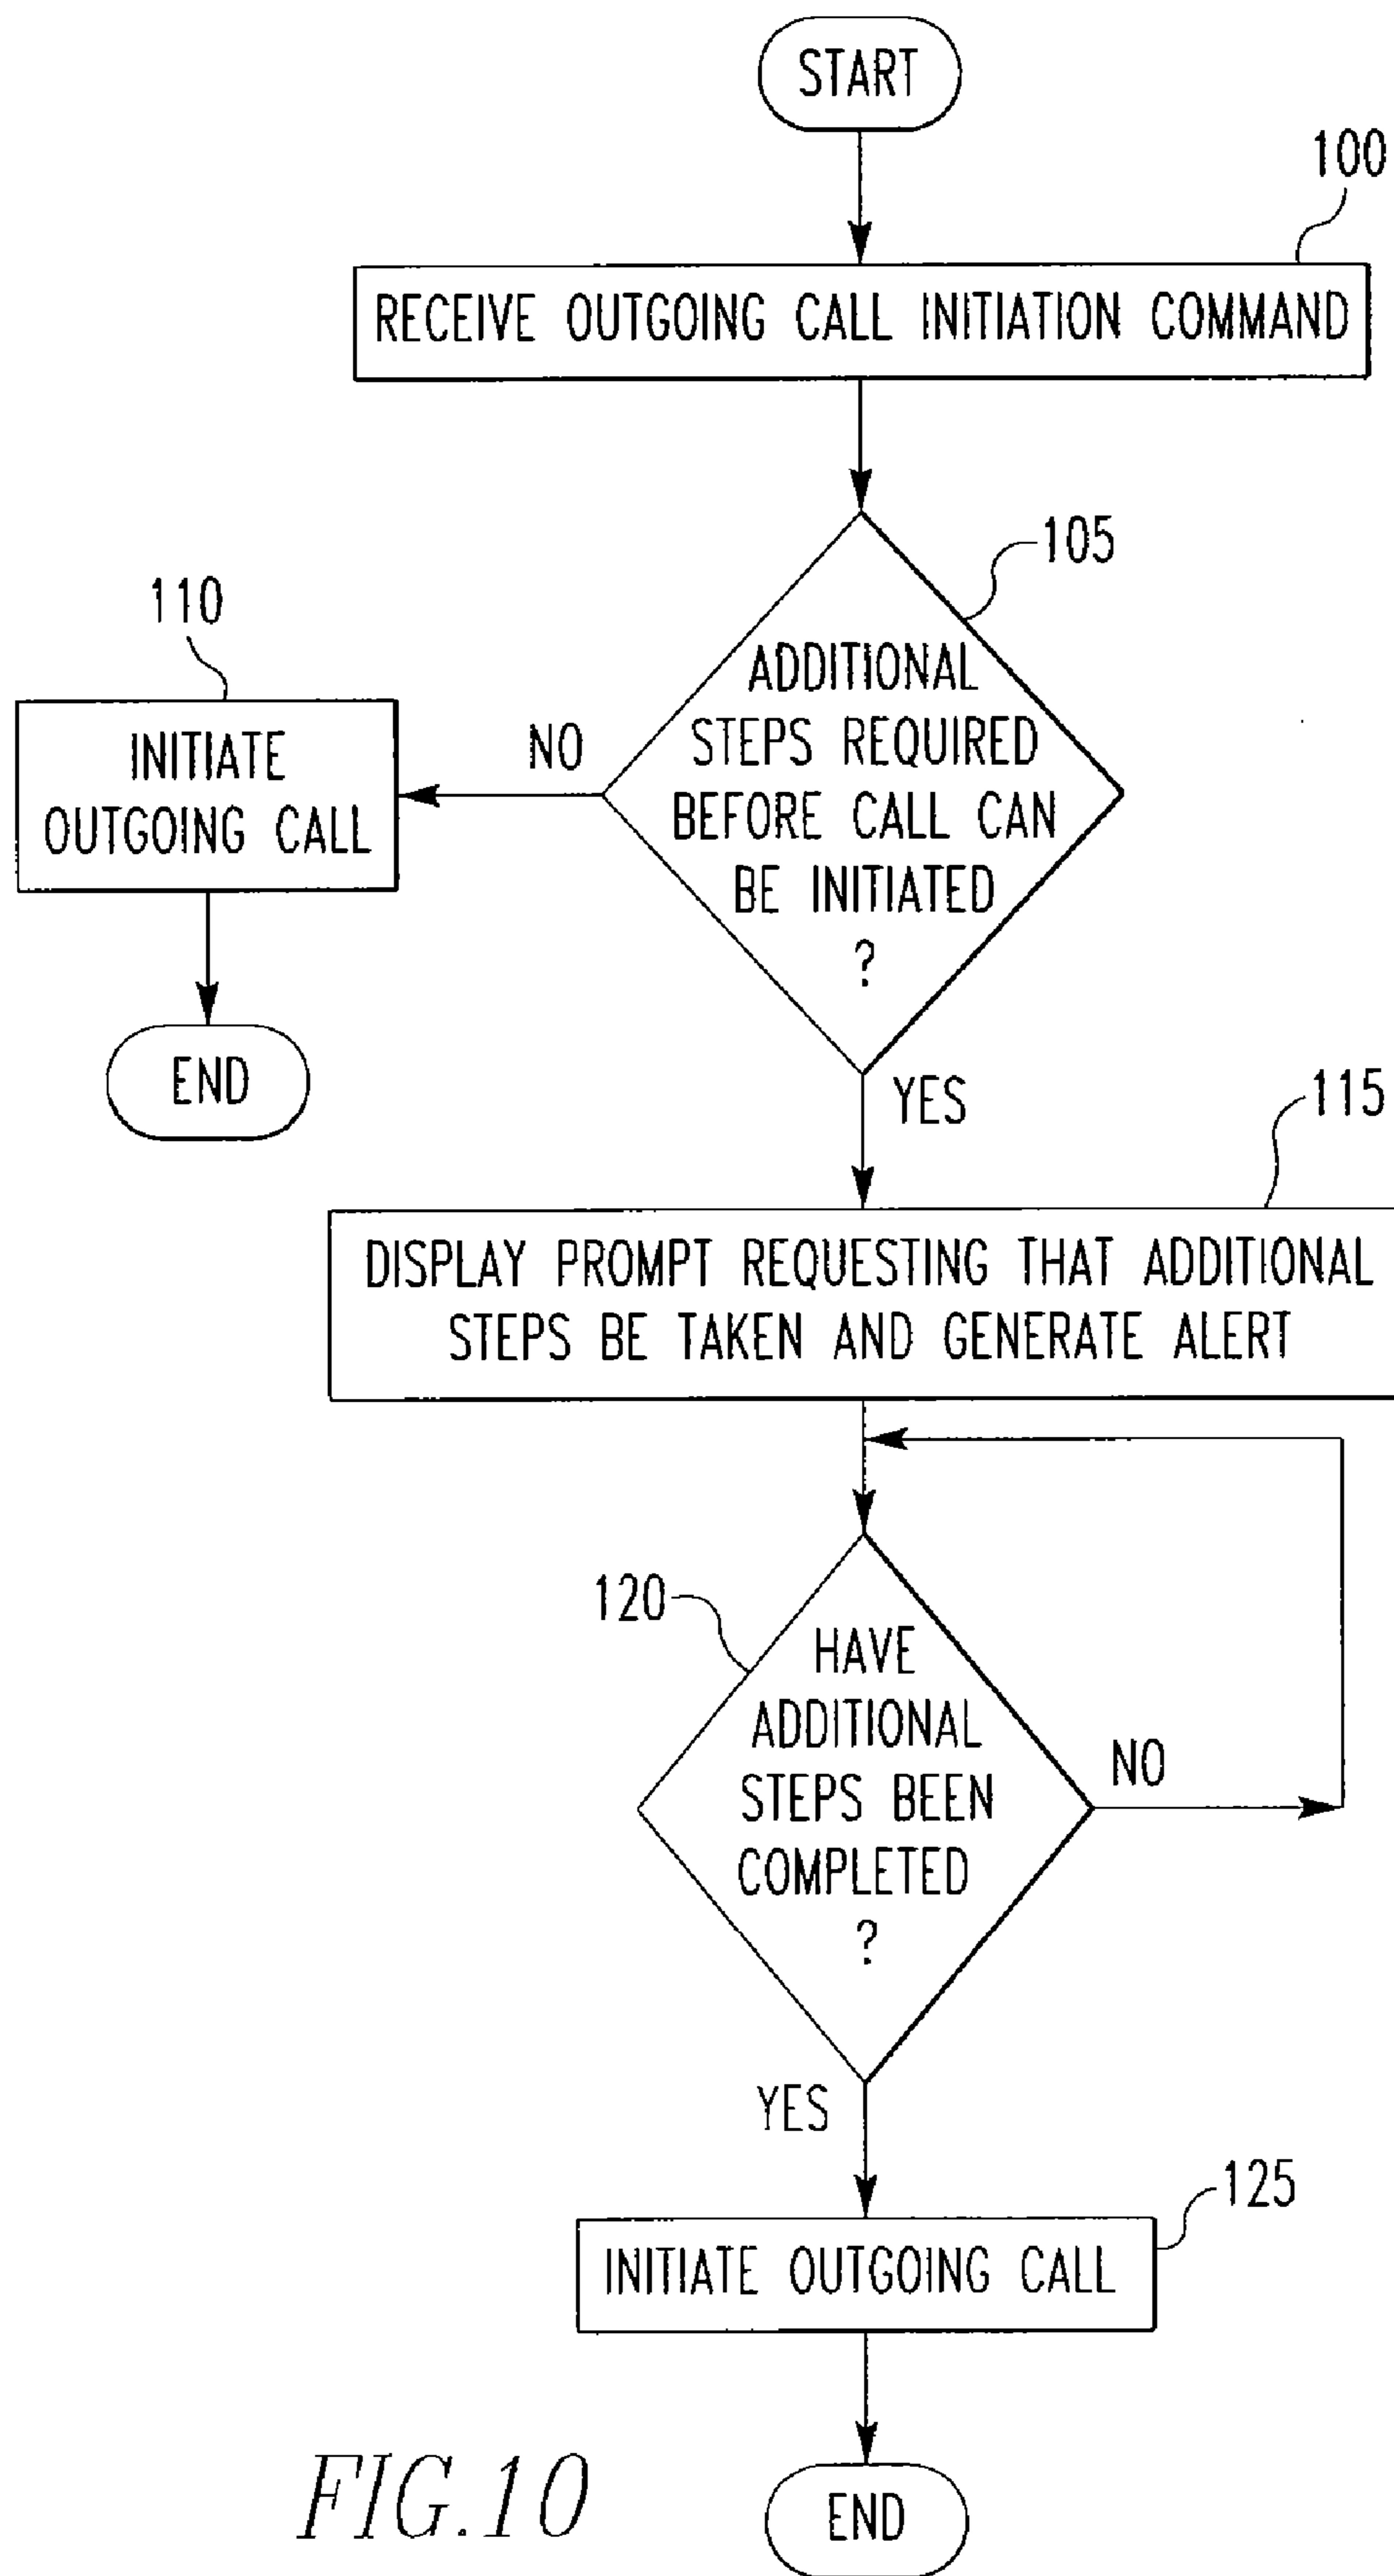 START
100
RECEIVE OUTGOING CALL INITIATION COMMAND
105
ADDITIONAL
STEPS REQUIRED
BEFORE CALL CAN
BE INITIATED
?
110
NO
INITIATE
OUTGOING CALL
END
YES
115
DISPLAY PROMPT REQUESTING THAT ADDITIONAL
STEPS BE TAKEN AND GENERATE ALERT
120
HAVE
ADDITIONAL
STEPS BEEN
COMPLETED
?
NO
YES
125
INITIATE OUTGOING CALL
END
FIG.10